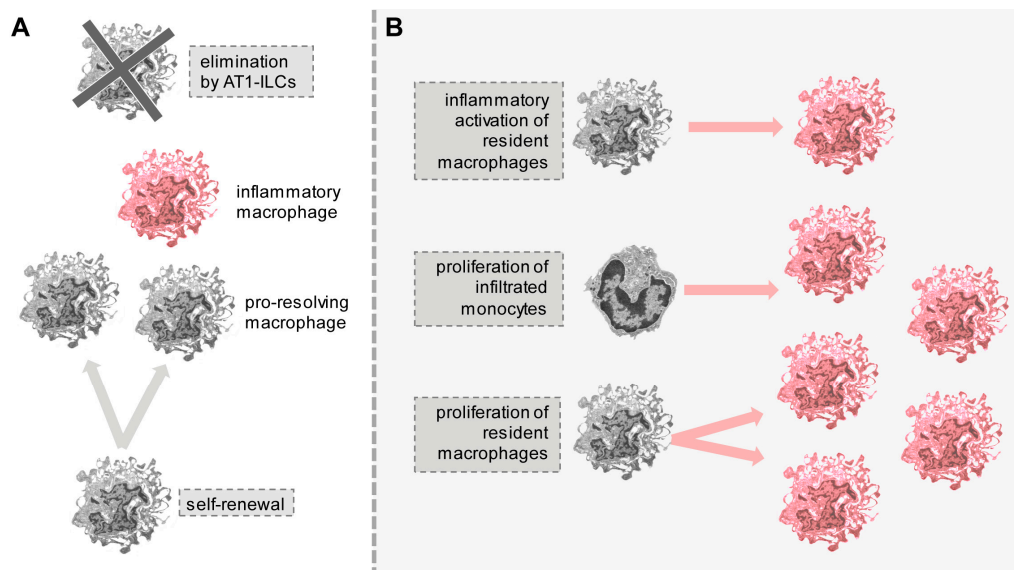 A
elimination
by AT1-ILCs
inflammatory
macrophage
pro-resolving
macrophage
self-renewal
B
inflammatory
activation of
resident
macrophages
proliferation of
infiltrated
monocytes
proliferation of
resident
macrophages